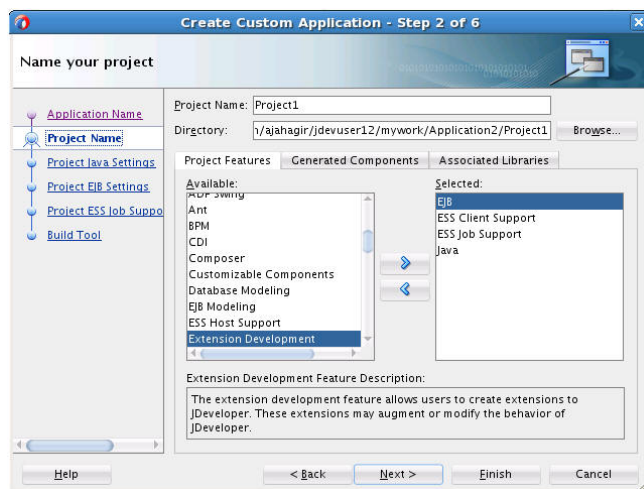 Create Custom Application - Step 2 of 6
Name your project
Application Name
Project Name
Project Java Settings
Project EJB Settings
Project ESS Job Suppo
Build Tool
Project Name: Project1
Directory: /ajahagir/jdevuser12/mywork/Application2/Project1 Browse...
Project Features Generated Components Associated Libraries
Available:
ADF Swing
Ant
BPM
CDI
Composer
Customizable Components
Database Modeling
EJB Modeling
ESS Host Support
Extension Development
Selected:
EJB
ESS Client Support
ESS Job Support
Java
Extension Development Feature Description:
The extension development feature allows users to create extensions to
JDeveloper. These extensions may augment or modify the behavior of
JDeveloper.
Help < Back Next > Finish Cancel